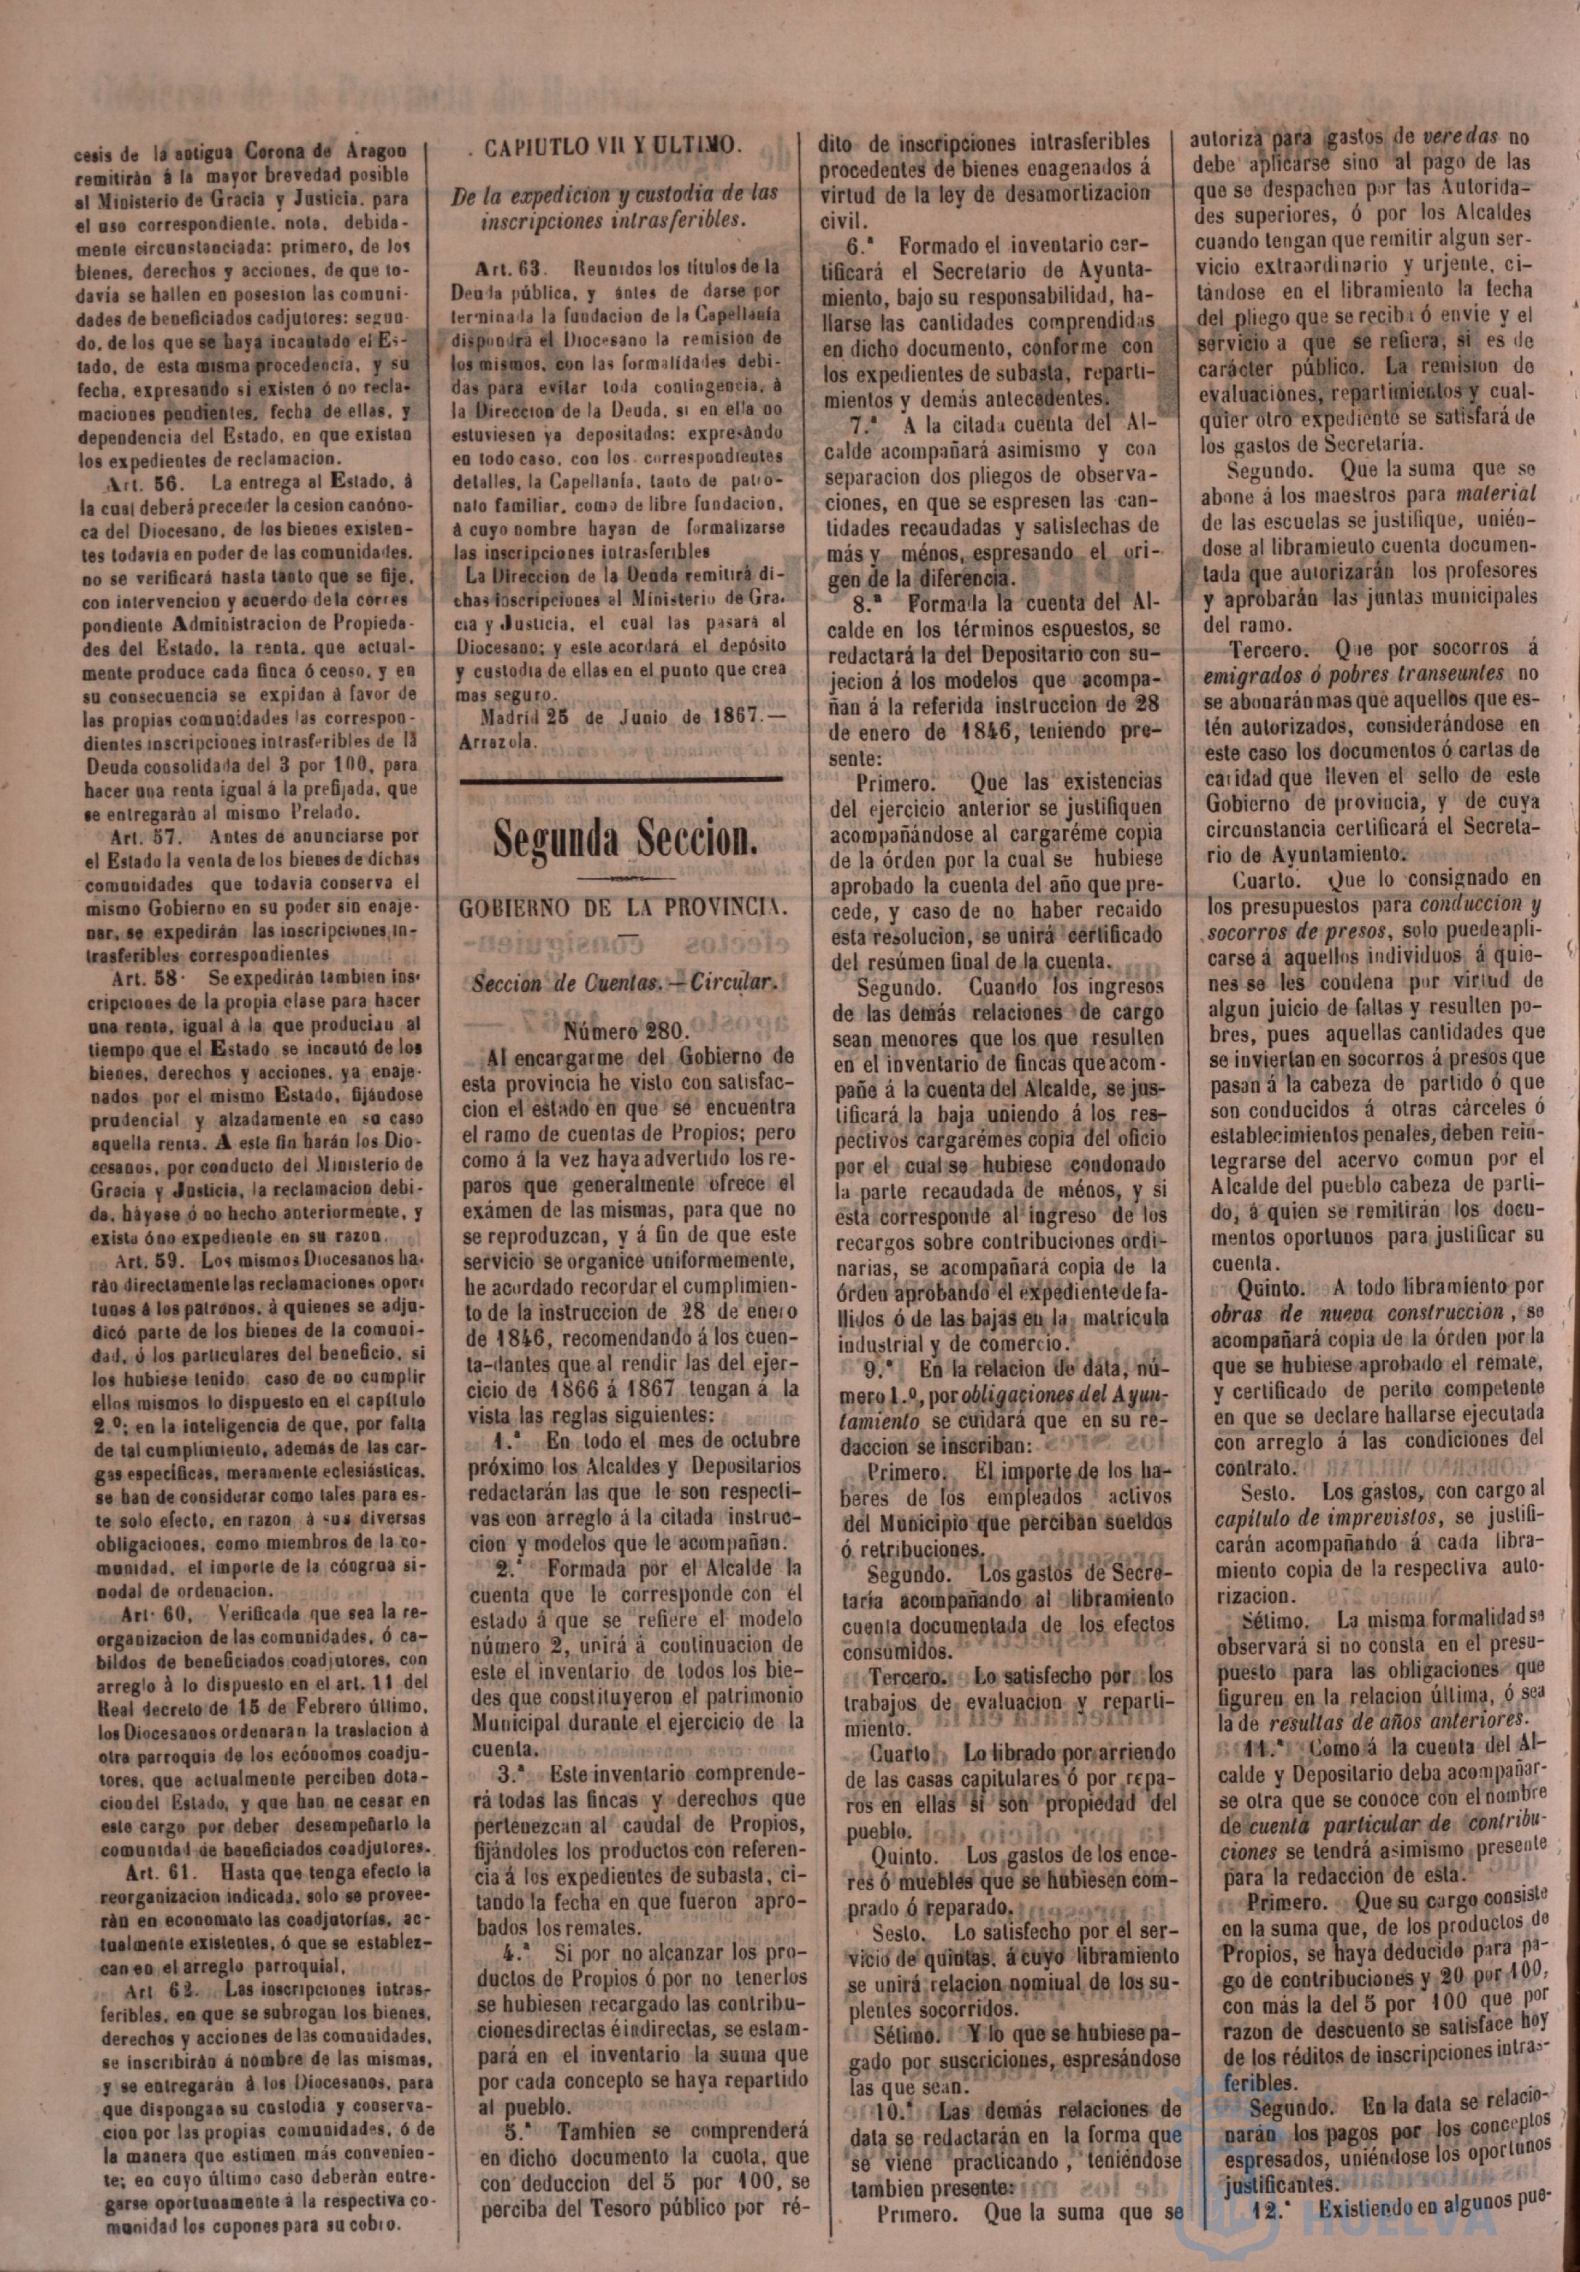 cesis de la antigua Corona de Aragon
remitirán á la mayor brevedad posible
al Ministerio de Gracia y Justicia, para
el uso correspondiente, nota, debida-
mente circunstanciada: primero, de los
bienes, derechos y acciones, de que to-
davia se hallen en posesion las comuni-
dades de beneficiados cadjutores: segun-
do, de los que se haya incautado el Es-
tado, de esta misma procedencia, y su
fecha, expresando si existen ó no recla-
maciones pendientes, fecha de ellas, y
dependencia del Estado, en que existan
los expedientes de reclamacion.
Art. 56. La entrega al Estado, á
la cual deberá preceder la cesion canóno-
ca del Diocesano, de los bienes existen-
tes todavia en poder de las comunidades,
no se verificará hasta tanto que se fije,
con intervencion y acuerdo dela corres
pondiente Administracion de Propieda-
des del Estado, la renta, que actual-
mente produce cada finca ó censo, y en
su consecuencia se expidan á favor de
las propias comunidades las correspon-
dientes inscripciones intrasferibles de la
Deuda consolidada del 3 por 100, para
hacer una renta igual á la prefijada, que
se entregarán al mismo Prelado.
Art. 57. Antes de anunciarse por
el Estado la venta de los bienes de dichas
comunidades que todavia conserva el
mismo Gobierno en su poder sin enaje-
nar, se expedirán las inscripciones in-
trasferibles correspondientes
Art. 58· Se expedirán tambien ins-
cripciones de la propia clase para hacer
una renta, igual á la que producian al
tiempo que el Estado se incautó de los
bienes, derechos y acciones, ya enaje-
nados por el mismo Estado, fijándose
prudencial y alzadamente en su caso
aquella renta. A este fin harán los Dio-
cesanos, por conducto del Ministerio de
Gracia y Justicia, la reclamacion debi-
da, háyase ó no hecho anteriormente, y
exista óno expediente en su razon.
Art. 59. Los mismos Diocesanos ha-
rán directamente las reclamaciones opor-
tunas á los patronos, á quienes se adju-
dicó parte de los bienes de la comuni-
dad, ó los particulares del beneficio, si
los hubiese tenido, caso de no cumplir
ellos mismos lo dispuesto en el capítulo
2.º; en la inteligencia de que, por falta
de tal cumplimiento, además de las car-
gas específicas, meramente eclesiásticas,
se han de considerar como tales para es-
te solo efecto, en razon á sus diversas
obligaciones, como miembros de la co-
munidad, el importe de la cóngrua si-
nodal de ordenacion.
Art· 60, Verificada que sea la re-
organizacion de las comunidades, ó ca-
bildos de beneficiados coadjutores, con
arreglo á lo dispuesto en el art. 11 del
Real decreto de 15 de Febrero último,
los Diocesanos ordenaran la traslacion á
otra parroquia de los ecónomos coadju-
tores, que actualmente perciben dota-
ciondel Estado, y que han ne cesar en
este cargo por deber desempeñarlo la
comunidad de beneficiados coadjutores.
Art. 61. Hasta que tenga efecto la
reorganizacion indicada, solo se provee-
rán en economato las coadjutorías, ac-
tualmente existentes, ó que se establez-
can en el arreglo parroquial,
Art 62. Las inscripciones intras-
feribles, en que se subrogan los bienes,
derechos y acciones de las comunidades,
se inscribirán á nombre de las mismas,
y se entregarán á los Diocesanos, para
que dispongan su custodia y conserva-
cion por las propias comunidades, ó de
la manera que estimen más convenien-
te; en cuyo último caso deberán entre-
garse oportunamente á la respectiva co-
munidad los cupones para su cobro.
CAPIUTLO VII Y ULTIMO.
De la expedicion y custodia de las
inscripciones intrasferibles.
Art. 63. Reunidos los títulos de la
Deuda pública, y ántes de darse por
terminada la fundacion de la Capellanía
dispondrá el Diocesano la remision de
los mismos, con las formalidades debi-
das para evitar toda contingencia, á
la Direccion de la Deuda, si en ella no
estuviesen ya depositados: expresando
en todo caso, con los correspondientes
detalles, la Capellanía, tanto de patro-
nato familiar, como de libre fundacion,
á cuyo nombre hayan de formalizarse
las inscripciones intrasferibles
La Direccion de la Deuda remitirá di-
chas inscripciones al Ministerio de Gra-
cia y Justicia, el cual las pasará al
Diocesano; y este acordará el depósito
y custodia de ellas en el punto que crea
mas seguro.
Madrid 25 de Junio de 1867.—
Arrazola.
Segunda Seccion.
GOBIERNO DE LA PROVINCIA.
Seccion de Cuentas.—Circular.
Número 280.
Al encargarme del Gobierno de
esta provincia he visto con satisfac-
cion el estado en que se encuentra
el ramo de cuentas de Propios; pero
como á la vez haya advertido los re-
paros que generalmente ofrece el
exámen de las mismas, para que no
se reproduzcan, y á fin de que este
servicio se organice uniformemente,
he acordado recordar el cumplimien-
to de la instruccion de 28 de enero
de 1846, recomendando á los cuen-
ta-dantes que al rendir las del ejer-
cicio de 1866 á 1867 tengan á la
vista las reglas siguientes:
1.ª En todo el mes de octubre
próximo los Alcaldes y Depositarios
redactarán las que le son respecti-
vas con arreglo á la citada instruc-
cion y modelos que le acompañan.
2.ª Formada por el Alcalde la
cuenta que le corresponde con el
estado á que se refiere el modelo
número 2, unirá á continuacion de
este el inventario de todos los bie-
des que constituyeron el patrimonio
Municipal durante el ejercicio de la
cuenta.
3.ª Este inventario comprende-
rá todas las fincas y derechos que
pertenezcan al caudal de Propios,
fijándoles los productos con referen-
cia á los expedientes de subasta, ci-
tando la fecha en que fueron apro-
bados los remates.
4.ª Si por no alcanzar los pro-
ductos de Propios ó por no tenerlos
se hubiesen recargado las contribu-
ciones directas é indirectas, se estam-
pará en el inventario la suma que
por cada concepto se haya repartido
al pueblo.
5.ª Tambien se comprenderá
en dicho documento la cuota, que
con deduccion del 5 por 100, se
perciba del Tesoro público por ré-
dito de inscripciones intrasferibles
procedentes de bienes enagenados á
virtud de la ley de desamortizacion
civil.
6.ª Formado el inventario cer-
tificará el Secretario de Ayunta-
miento, bajo su responsabilidad, ha-
llarse las cantidades comprendidas
en dicho documento, conforme con
los expedientes de subasta, reparti-
mientos y demás antecedentes.
7.ª A la citada cuenta del Al-
calde acompañará asimismo y con
separacion dos pliegos de observa-
ciones, en que se espresen las can-
tidades recaudadas y satisfechas de
más y ménos, espresando el orí-
gen de la diferencia.
8.ª Formada la cuenta del Al-
calde en los términos espuestos, se
redactará la del Depositario con su-
jecion á los modelos que acompa-
ñan á la referida instruccion de 28
de enero de 1846, teniendo pre-
sente:
Primero. Que las existencias
del ejercicio anterior se justifiquen
acompañándose al cargaréme copia
de la órden por la cual se hubiese
aprobado la cuenta del año que pre-
cede, y caso de no haber recaido
esta resolucion, se unirá certificado
del resúmen final de la cuenta.
Segundo. Cuando los ingresos
de las demás relaciones de cargo
sean menores que los que resulten
en el inventario de fincas que acom-
pañe á la cuenta del Alcalde, se jus-
tificará la baja uniendo á los res-
pectivos cargarémes copia del oficio
por el cual se hubiese condonado
la parte recaudada de ménos, y si
esta corresponde al ingreso de los
recargos sobre contribuciones ordi-
narias, se acompañará copia de la
órden aprobando el expediente de fa-
llidos ó de las bajas en la matrícula
industrial y de comercio.
9.ª En la relacion de data, nú-
mero 1.º, por obligaciones del Ayun-
tamiento se cuidará que en su re-
daccion se inscriban:
Primero. El importe de los ha-
beres de los empleados activos
del Municipio que perciban sueldos
ó retribuciones.
Segundo. Los gastos de Secre-
taría acompañando al libramiento
cuenta documentada de los efectos
consumidos.
Tercero. Lo satisfecho por los
trabajos de evaluacion y reparti-
miento.
Cuarto. Lo librado por arriendo
de las casas capitulares ó por repa-
ros en ellas si son propiedad del
pueblo.
Quinto. Los gastos de los ence-
res ó muebles que se hubiesen com-
prado ó reparado.
Sesto. Lo satisfecho por el ser-
vicio de quintas, á cuyo libramiento
se unirá relacion nominal de los su-
plentes socorridos.
Sétimo. Y lo que se hubiese pa-
gado por suscriciones, espresándose
las que sean.
10.ª Las demás relaciones de
data se redactarán en la forma que
se viene practicando, teniéndose
tambien presente:
Primero. Que la suma que se
autoriza para gastos de veredas no
debe aplicarse sino al pago de las
que se despachen por las Autorida-
des superiores, ó por los Alcaldes
cuando tengan que remitir algun ser-
vicio extraordinario y urjente, ci-
tándose en el libramiento la fecha
del pliego que se reciba ó envie y el
servicio a que se refiera, si es de
carácter público. La remision de
evaluaciones, repartimientos y cual-
quier otro expediente se satisfará de
los gastos de Secretaria.
Segundo. Que la suma que se
abone á los maestros para material
de las escuelas se justifique, unién-
dose al libramiento cuenta documen-
tada que autorizarán los profesores
y aprobarán las juntas municipales
del ramo.
Tercero. Que por socorros á
emigrados ó pobres transeuntes no
se abonarán mas que aquellos que es-
tén autorizados, considerándose en
este caso los documentos ó cartas de
caridad que lleven el sello de este
Gobierno de provincia, y de cuya
circunstancia certificará el Secreta-
rio de Ayuntamiento.
Cuarto. Que lo consignado en
los presupuestos para conduccion y
socorros de presos, solo puede apli-
carse á aquellos individuos á quie-
nes se les condena por virtud de
algun juicio de faltas y resulten po-
bres, pues aquellas cantidades que
se inviertan en socorros á presos que
pasan á la cabeza de partido ó que
son conducidos á otras cárceles ó
establecimientos penales, deben rein-
tegrarse del acervo comun por el
Alcalde del pueblo cabeza de parti-
do, á quien se remitirán los docu-
mentos oportunos para justificar su
cuenta.
Quinto. A todo libramiento por
obras de nueva construccion, se
acompañará copia de la órden por la
que se hubiese aprobado el remate,
y certificado de perito competente
en que se declare hallarse ejecutada
con arreglo á las condiciones del
contrato.
Sesto. Los gastos, con cargo al
capítulo de imprevistos, se justifi-
carán acompañando á cada libra-
miento copia de la respectiva auto-
rizacion.
Sétimo. La misma formalidad se
observará si no consta en el presu-
puesto para las obligaciones que
figuren en la relacion última, ó sea
la de resultas de años anteriores.
11.ª Como á la cuenta del Al-
calde y Depositario deba acompañar-
se otra que se conoce con el nombre
de cuenta particular de contribu-
ciones se tendrá asimismo presente
para la redaccion de esta.
Primero. Que su cargo consiste
en la suma que, de los productos de
Propios, se haya deducido para pa-
go de contribuciones y 20 por 100,
con más la del 5 por 100 que por
razon de descuento se satisface hoy
de los réditos de inscripciones intras-
feribles.
Segundo. En la data se relacio-
narán los pagos por los conceptos
espresados, uniéndose los oportunos
justificantes.
12.ª Existiendo en algunos pue-
HUELVA